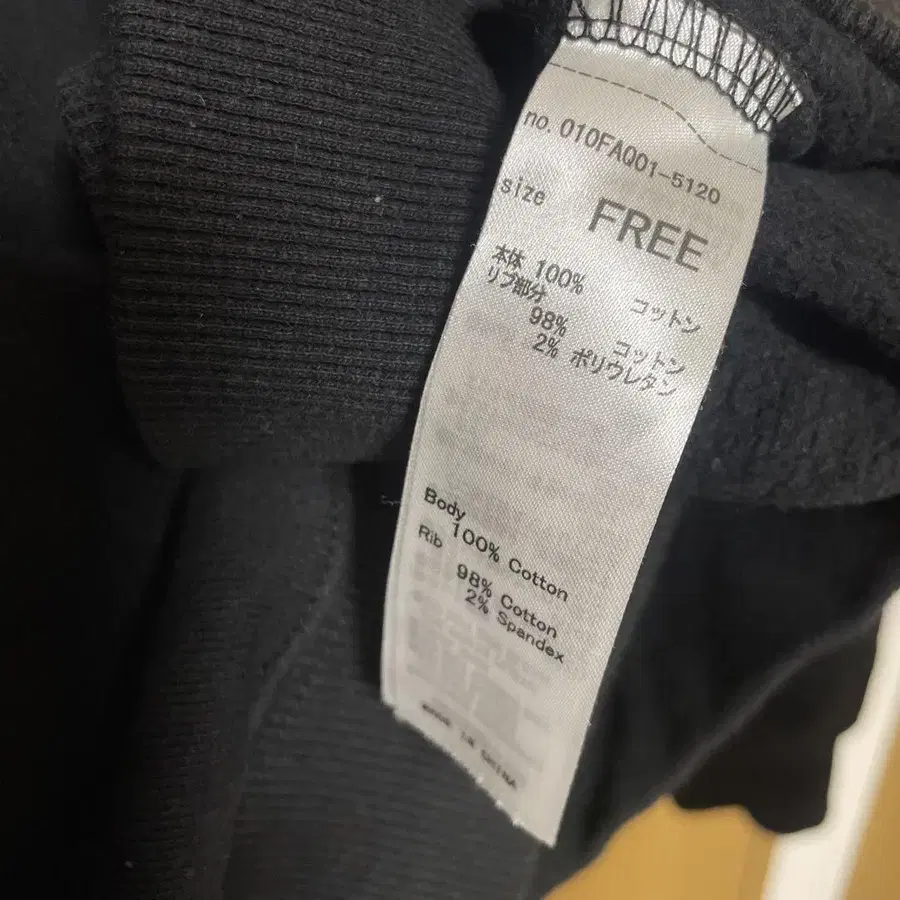 no. 010FAQ01-5120
size FREE
本体 100% コットン
リブ部分
98% コットン
2% ポリウレタン
Body
100% Cotton
Rib
98% Cotton
2% Spandex
MADE IN CHINA